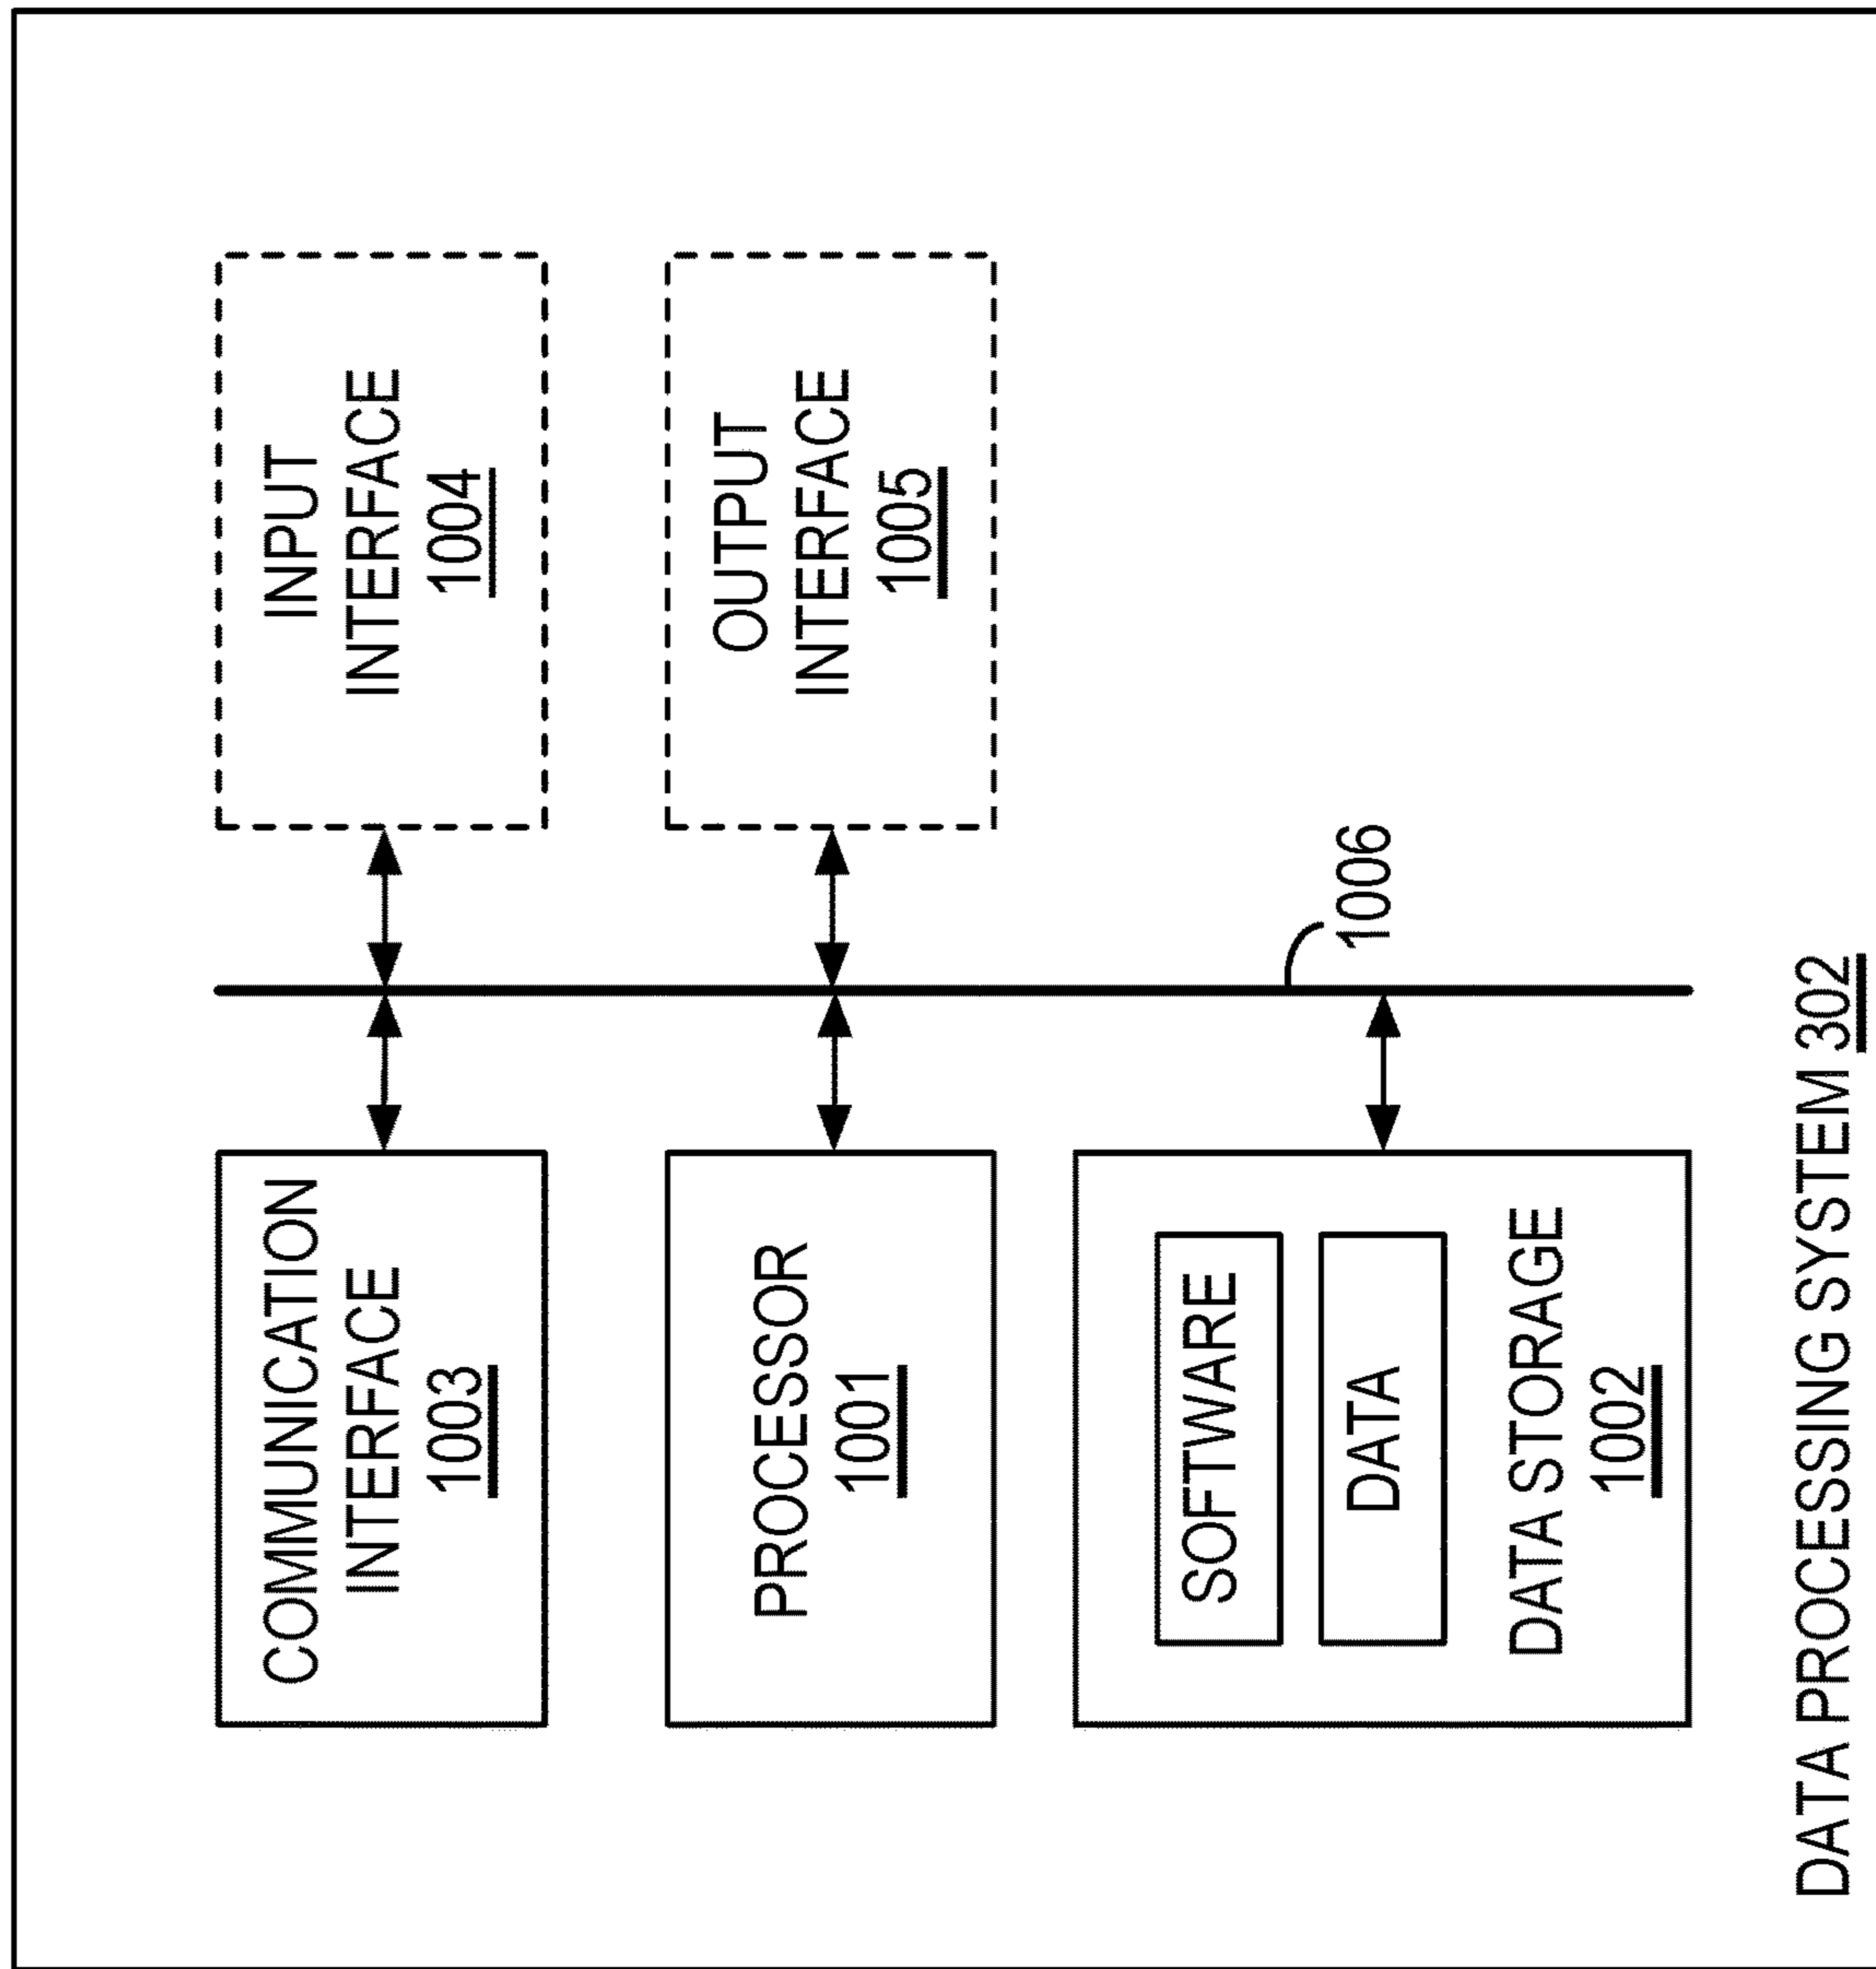 COMMUNICATION
INTERFACE
1003
INPUT
INTERFACE
1004
PROCESSOR
1001
OUTPUT
INTERFACE
1005
SOFTWARE
DATA
DATA STORAGE
1002
1006
DATA PROCESSING SYSTEM 302